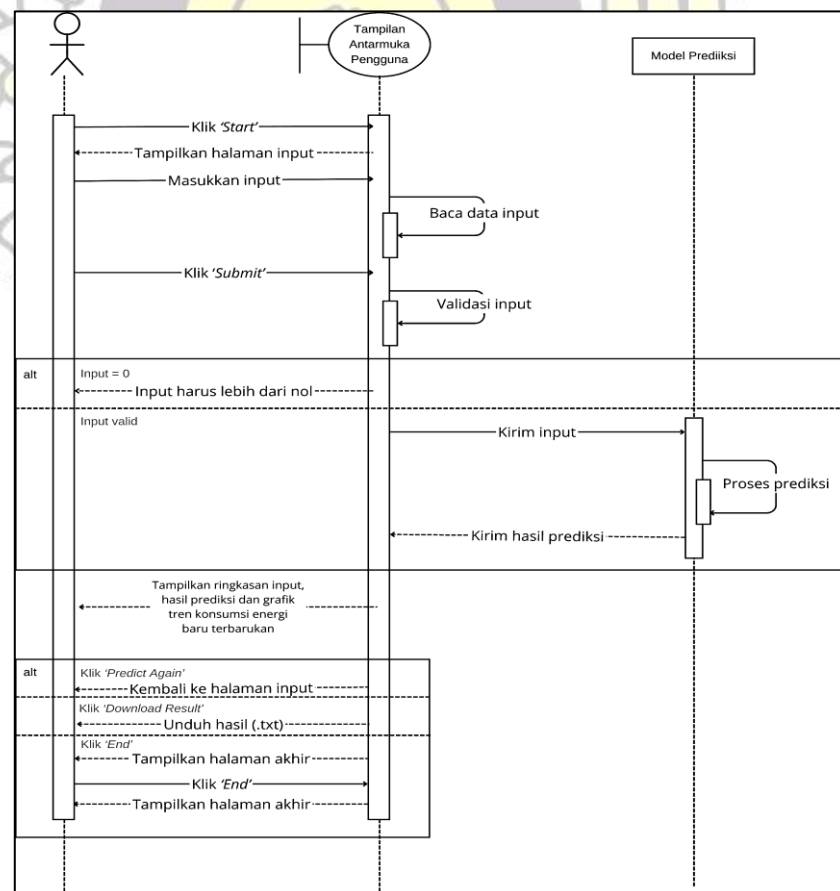 Tampilan
Antarmuka
Pengguna
Model Prediiksi
Klik 'Start'
Tampilkan halaman input
Masukkan input
Baca data input
Klik 'Submit'
Validasi input
alt
Input = 0
Input harus lebih dari nol
Input valid
Kirim input
Proses prediksi
Kirim hasil prediksi
Tampilkan ringkasan input,
hasil prediksi dan grafik
tren konsumsi energi
baru terbarukan
alt
Klik 'Predict Again'
Kembali ke halaman input
Klik 'Download Result'
Unduh hasil (.txt)
Klik 'End'
Tampilkan halaman akhir
Klik 'End'
Tampilkan halaman akhir